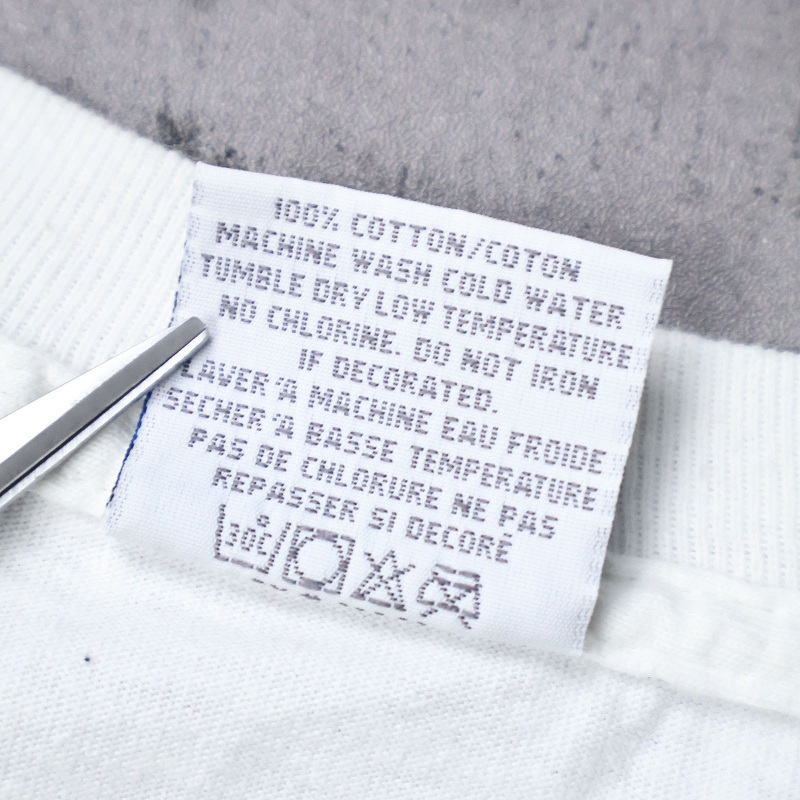 100% COTTON/COTON
MACHINE WASH COLD WATER
TUMBLE DRY LOW TEMPERATURE
NO CHLORINE. DO NOT IRON
IF DECORATED.
LAVER'A MACHINE EAU FROIDE
SECHER'A BASSE TEMPERATURE
PAS DE CHLORURE NE PAS
REPASSER SI DECORÉ
30°C